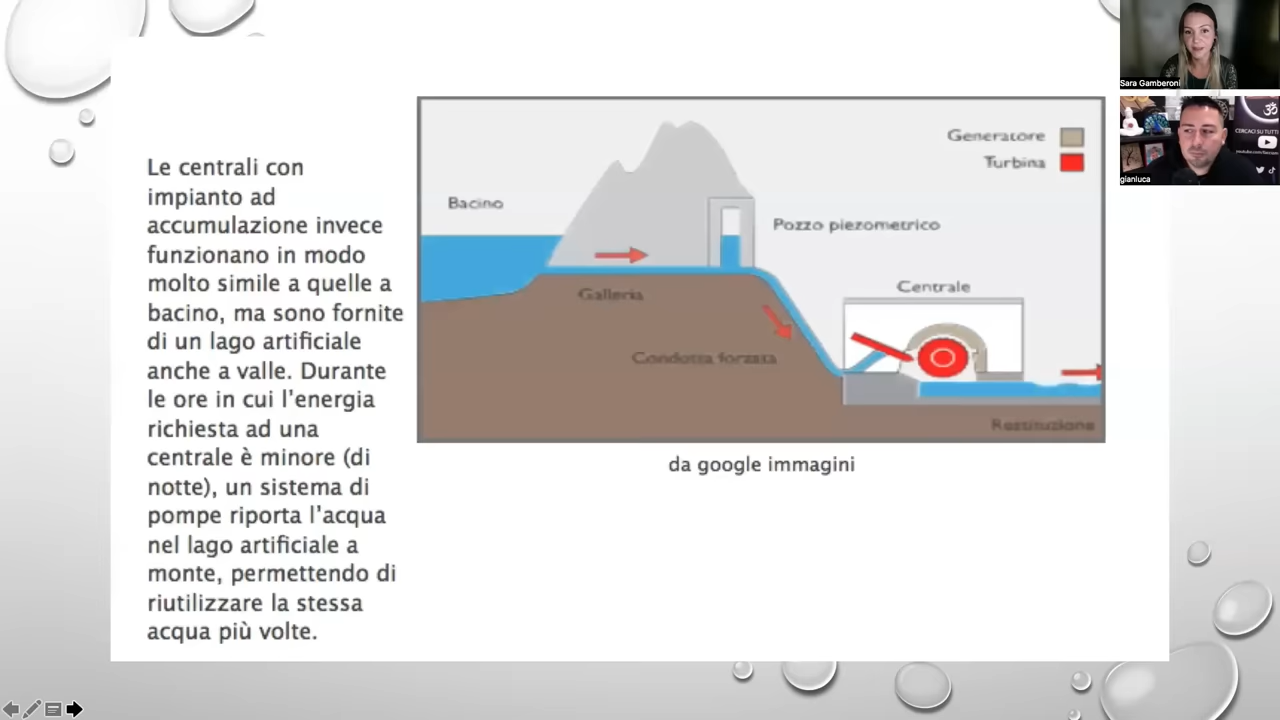 Le centrali con
impianto ad
accumulazione invece
funzionano in modo
molto simile a quelle a
bacino, ma sono fornite
di un lago artificiale
anche a valle. Durante
le ore in cui l'energia
richiesta ad una
centrale è minore (di
notte), un sistema di
pompe riporta l'acqua
nel lago artificiale a
monte, permettendo di
riutilizzare la stessa
acqua più volte.
Generatore
Turbina
Bacino
Pozzo piezometrico
Galleria
Centrale
Condotta forzata
Restituzione
da google immagini
Sara Gamberoni
gianluca
CERCACI SU TUTTI